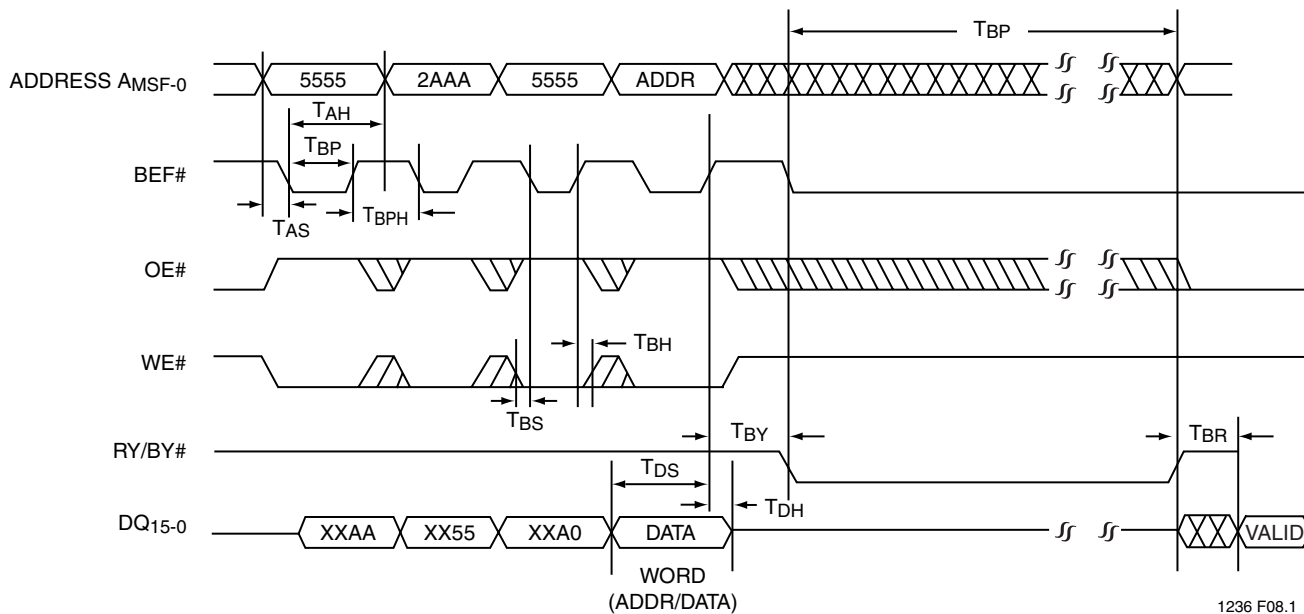 TBP
ADDRESS AMSF-0
5555
2AAA
5555
ADDR
TAH
TBP
BEF#
TAS
TBPH
OE#
WE#
TBH
TBS
RY/BY#
TBY
TBR
TDS
TDH
DQ15-0
XXAA
XX55
XXA0
DATA
VALID
WORD
(ADDR/DATA)
1236 F08.1